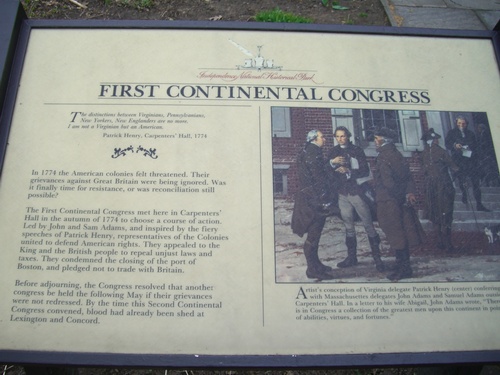 Independence National Historical Park
FIRST CONTINENTAL CONGRESS
The distinctions between Virginians, Pennsylvanians,
New Yorkers, New Englanders are no more.
I am not a Virginian but an American.
Patrick Henry, Carpenters' Hall, 1774
In 1774 the American colonies felt threatened. Their
grievances against Great Britain were being ignored. Was
it finally time for resistance, or was reconciliation still
possible?
The First Continental Congress met here in Carpenters'
Hall in the autumn of 1774 to choose a course of action.
Led by John and Sam Adams, and inspired by the fiery
speeches of Patrick Henry, representatives of the Colonies
united to defend American rights. They appealed to the
King and the British people to repeal unjust laws and
taxes. They condemned the closing of the port of
Boston, and pledged not to trade with Britain.
Before adjourning, the Congress resolved that another
congress be held the following May if their grievances
were not redressed. By the time this Second Continental
Congress convened, blood had already been shed at
Lexington and Concord.
Artist's conception of Virginia delegate Patrick Henry (center) conferring
with Massachusetts delegates John Adams and Samuel Adams outside
Carpenters' Hall. In a letter to his wife Abigail, John Adams wrote, "There
is in Congress a collection of the greatest men upon this continent in point
of abilities, virtues, and fortunes."